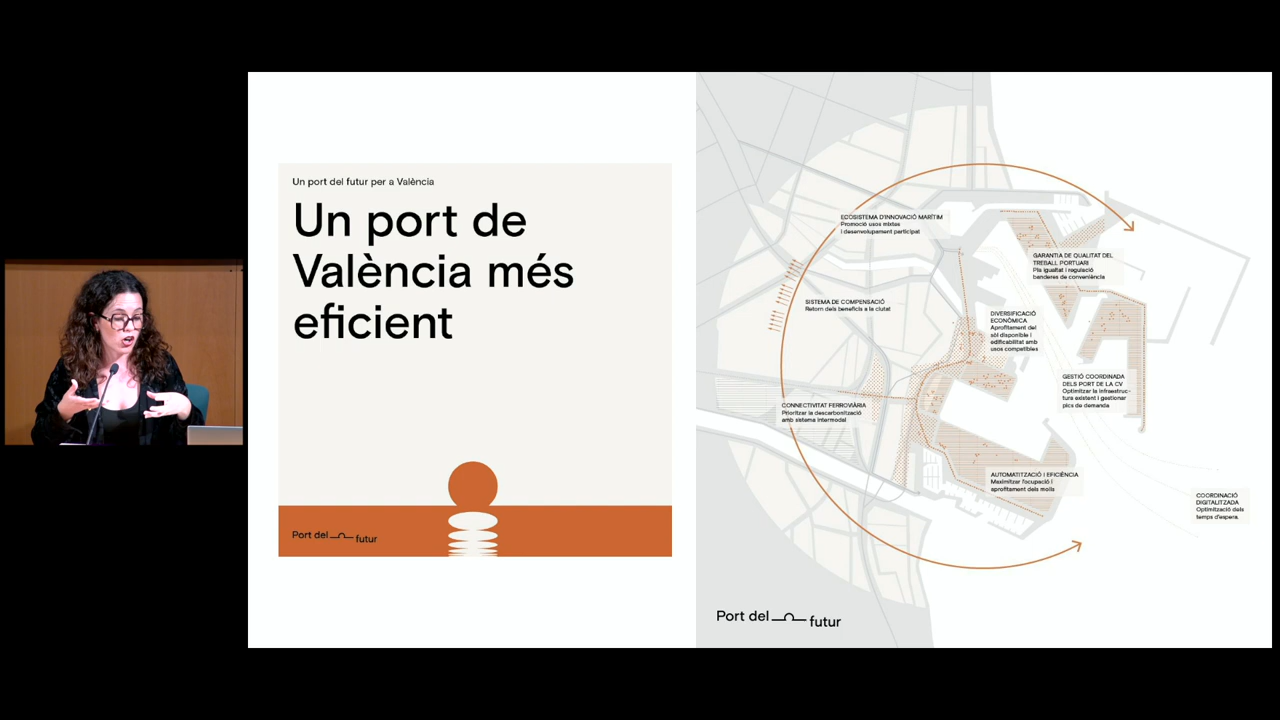 Un port del futur per a València
Un port de
València més
eficient
Port del futur
ECOSISTEMA D'INNOVACIÓ MARÍTIM
Promoció usos mixtes
i desenvolupament participat
GARANTIA DE QUALITAT DEL
TREBALL PORTUARI
Pla igualtat i regulació
banderes de conveniència
SISTEMA DE COMPENSACIÓ
Retorn dels beneficis a la ciutat
DIVERSIFICACIÓ
ECONÒMICA
Aprofitament del
sòl disponible i
edificabilitat amb
usos compatibles
GESTIÓ COORDINADA
DELS PORT DE LA CV
Optimitzar la infraestruc-
tura existent i gestionar
pics de demanda
CONNECTIVITAT FERROVIÀRIA
Prioritzar la descarbonització
amb sistema intermodal
AUTOMATITZACIÓ I EFICIÈNCIA
Maximitzar l'ocupació i
aprofitament dels molls
COORDINACIÓ
DIGITALITZADA
Optimització dels
temps d'espera.
Port del futur